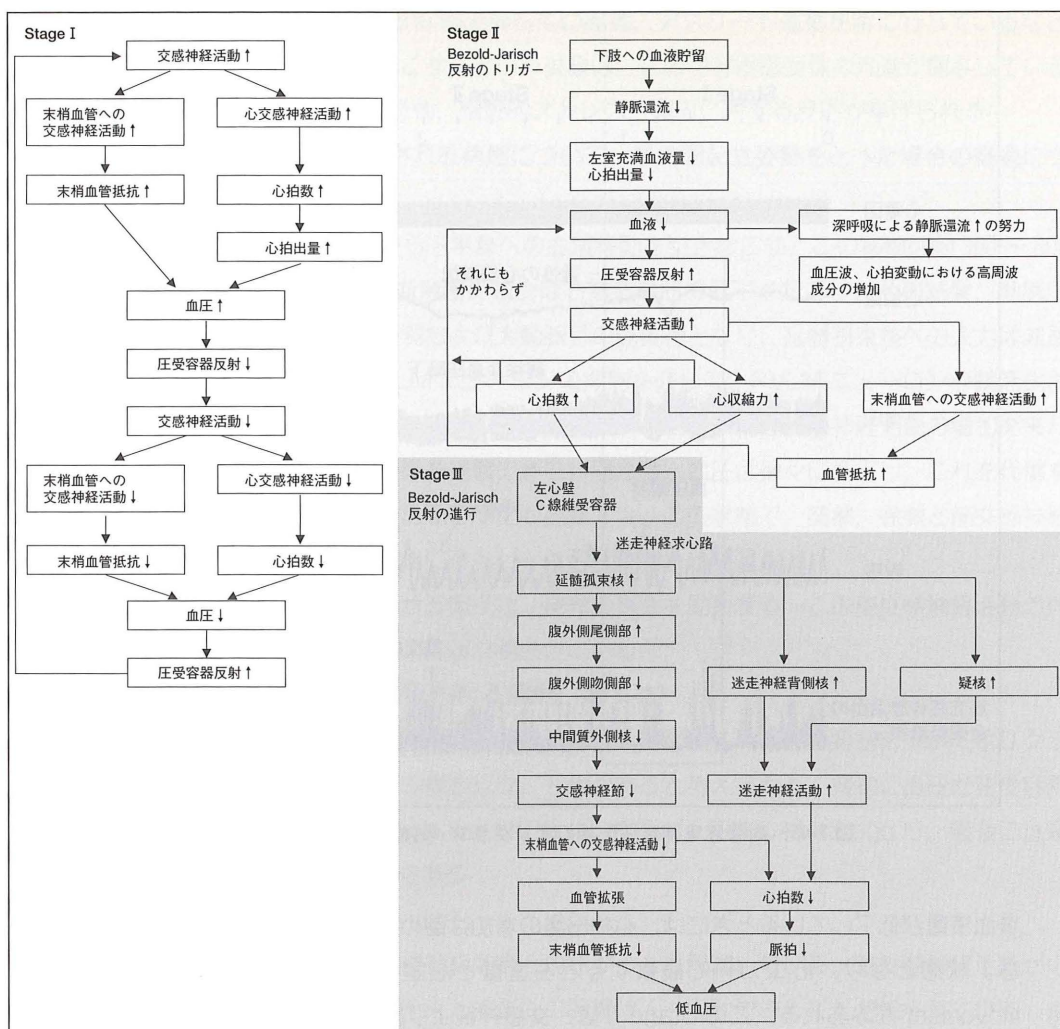 Stage Ⅰ
交感神経活動↑
末梢血管への
交感神経活動↑
心交感神経活動↑
末梢血管抵抗↑
心拍数↑
心拍出量↑
血圧↑
圧受容器反射↓
交感神経活動↓
末梢血管への
交感神経活動↓
心交感神経活動↓
末梢血管抵抗↓
心拍数↓
血圧↓
圧受容器反射↑
Stage Ⅱ
Bezold-Jarisch
反射のトリガー
下肢への血液貯留
静脈還流↓
左室充満血液量↓
心拍出量↓
血液↓
深呼吸による静脈還流↑の努力
それにも
かかわらず
圧受容器反射↑
血圧波、心拍変動における高周波
成分の増加
交感神経活動↑
心拍数↑
心収縮力↑
末梢血管への交感神経活動↑
血管抵抗↑
Stage Ⅲ
Bezold-Jarisch
反射の進行
左心壁
C線維受容器
迷走神経求心路
延髄孤束核↑
腹外側尾側部↑
腹外側吻側部↓
迷走神経背側核↑
疑核↑
中間質外側核↓
交感神経節↓
迷走神経活動↑
末梢血管への交感神経活動↓
血管拡張
心拍数↓
末梢血管抵抗↓
脈拍↓
低血圧